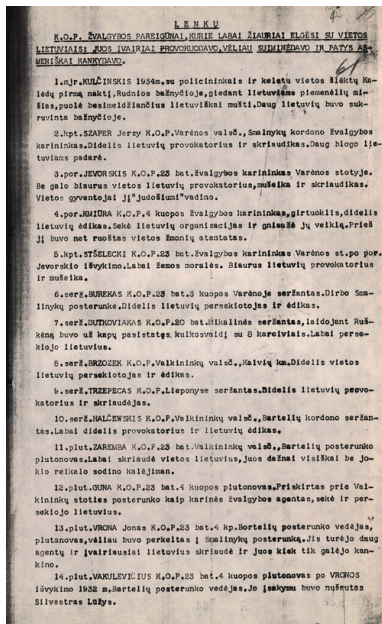 LENKU
K.O.P. ŽVALGYBOS PAREIGŪNAI, KURIE LABAI ŽIAURIAI ELGĖSI SU VIETOS
LIETUVIAIS: JUOS ĮVAIRIAI PROVOKUODAVO, VĖLIAU SUIMINĖDAVO IR PATYS AS-
MENIŠKAI KANKYDAVO.
1.mjr.KULČINSKIS 1934m.su policininkais ir keletu vietos šlėktų Ka-
lėdų pirmą naktį, Rudnios bažnyčioje, giedant lietuviams piemenėlių mi-
šias, puolė besimeldžiančius lietuviškai mušti. Daug lietuvių buvo sukruvinta bažnyčioje.
2.kpt.SZAPER Jerzy K.O.P. Varėnos valsč., Smalnykų kordono žvalgybos
karininkas. Didelis lietuvių provokatorius ir skriaudikas. Daug blogo lie-
tuviams padarė.
3.por.JEVORSKIS K.O.P. 23 bat. žvalgybos karininkas Varėnos stotyje.
Be galo biaurus vietos lietuvių provokatorius, mušeika ir skriaudikas.
Vietos gyventojai jį "judošiumi" vadino.
4.por.KMIURA K.O.P. 4 kuopos žvalgybos karininkas, girtuoklis, didelis
lietuvių ėdikas. Sekė lietuvių organizacijas ir gniaužė jų veiklą. Prieš
jį buvo net ruoštas vietos žmonių atentatas.
5.kpt.STŠELECKI K.O.P. 23 bat. žvalgybos karininkas Varėnos st. po por.
Jevorskio išvykimo. Labai žemos moralės. Biaurus lietuvių provokatorius
ir mušeika.
6.serž.BUREKAS K.O.P. 23 bat. 3 kuopos Varėnoje seržantas. Dirbo Smal-
nykų posterunke. Didelis lietuvių persekiotojas ir ėdikas.
7.serž.DUTKOVIAKAS K.O.P. 20 bat. Mikalinės seržantas, laidojant Ruš-
kėną buvo už kapų pasistatęs kulkosvaidį su 8 kareiviais. Labai perse-
kiojo lietuvius.
8.serž.BRZOZEK K.O.P. Valkininkų valsč., Kalvių km. Didelis vietos
lietuvių persekiotojas ir ėdikas.
9.serž.TRZEPECAS K.O.P. Lieponyse seržantas. Didelis lietuvių provo-
katorius ir skriaudėjas.
10.serž.HALČEWSKIS K.O.P. Valkininkų valsč., Bartelių kordono seržan-
tas. Labai didelis provokatorius ir lietuvių ėdikas.
11.plut.ZAREMBA K.O.P. 23 bat. Valkininkų valsč., Bartelių posterunko
plutonovas. Labai skriaudė vietos lietuvius, juos dažnai visiškai be jo-
kio reikalo sodino kalėjiman.
12.plut.GUNA K.O.P. 23 bat. 4 kuopos plutonovas. Priskirtas prie Val-
kininkų stoties posterunko kaip karinės žvalgybos agentas, sekė ir per-
sekiojo lietuvius.
13.plut.VRONA Jonas K.O.P. 23 bat. 4 kp. Bortelių posterunko vedėjas,
plutanovas, vėliau buvo perkeltas į Smalinykų posterunką. Jis turėjo daug
agentų ir įvairiausiai lietuvius skriaudė ir juos kiek tik galėjo kan-
kino.
14.plut.VAKULEVIČIUS K.O.P. 23 bat. 4 kuopos plutonovas po VRONOS
išvykimo 1932 m. Bartelių posterunko vedėjas. Jo įsakymu buvo nušautas
Silvestras Lūžys.